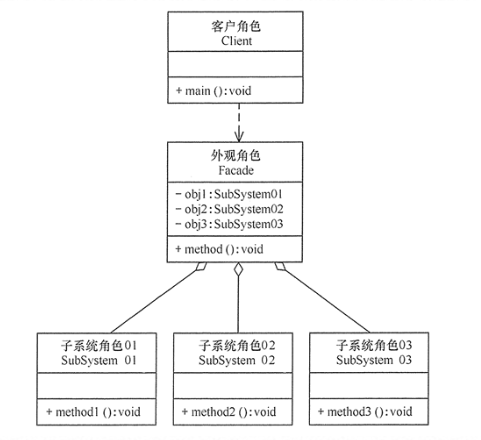 客户角色
Client
+ main ():void
外观角色
Facade
- obj1:SubSystem01
- obj2:SubSystem02
- obj3:SubSystem03
+ method ():void
子系统角色01
SubSystem 01
+ method1():void
子系统角色02
SubSystem 02
+ method2():void
子系统角色03
SubSystem 03
+ method3():void